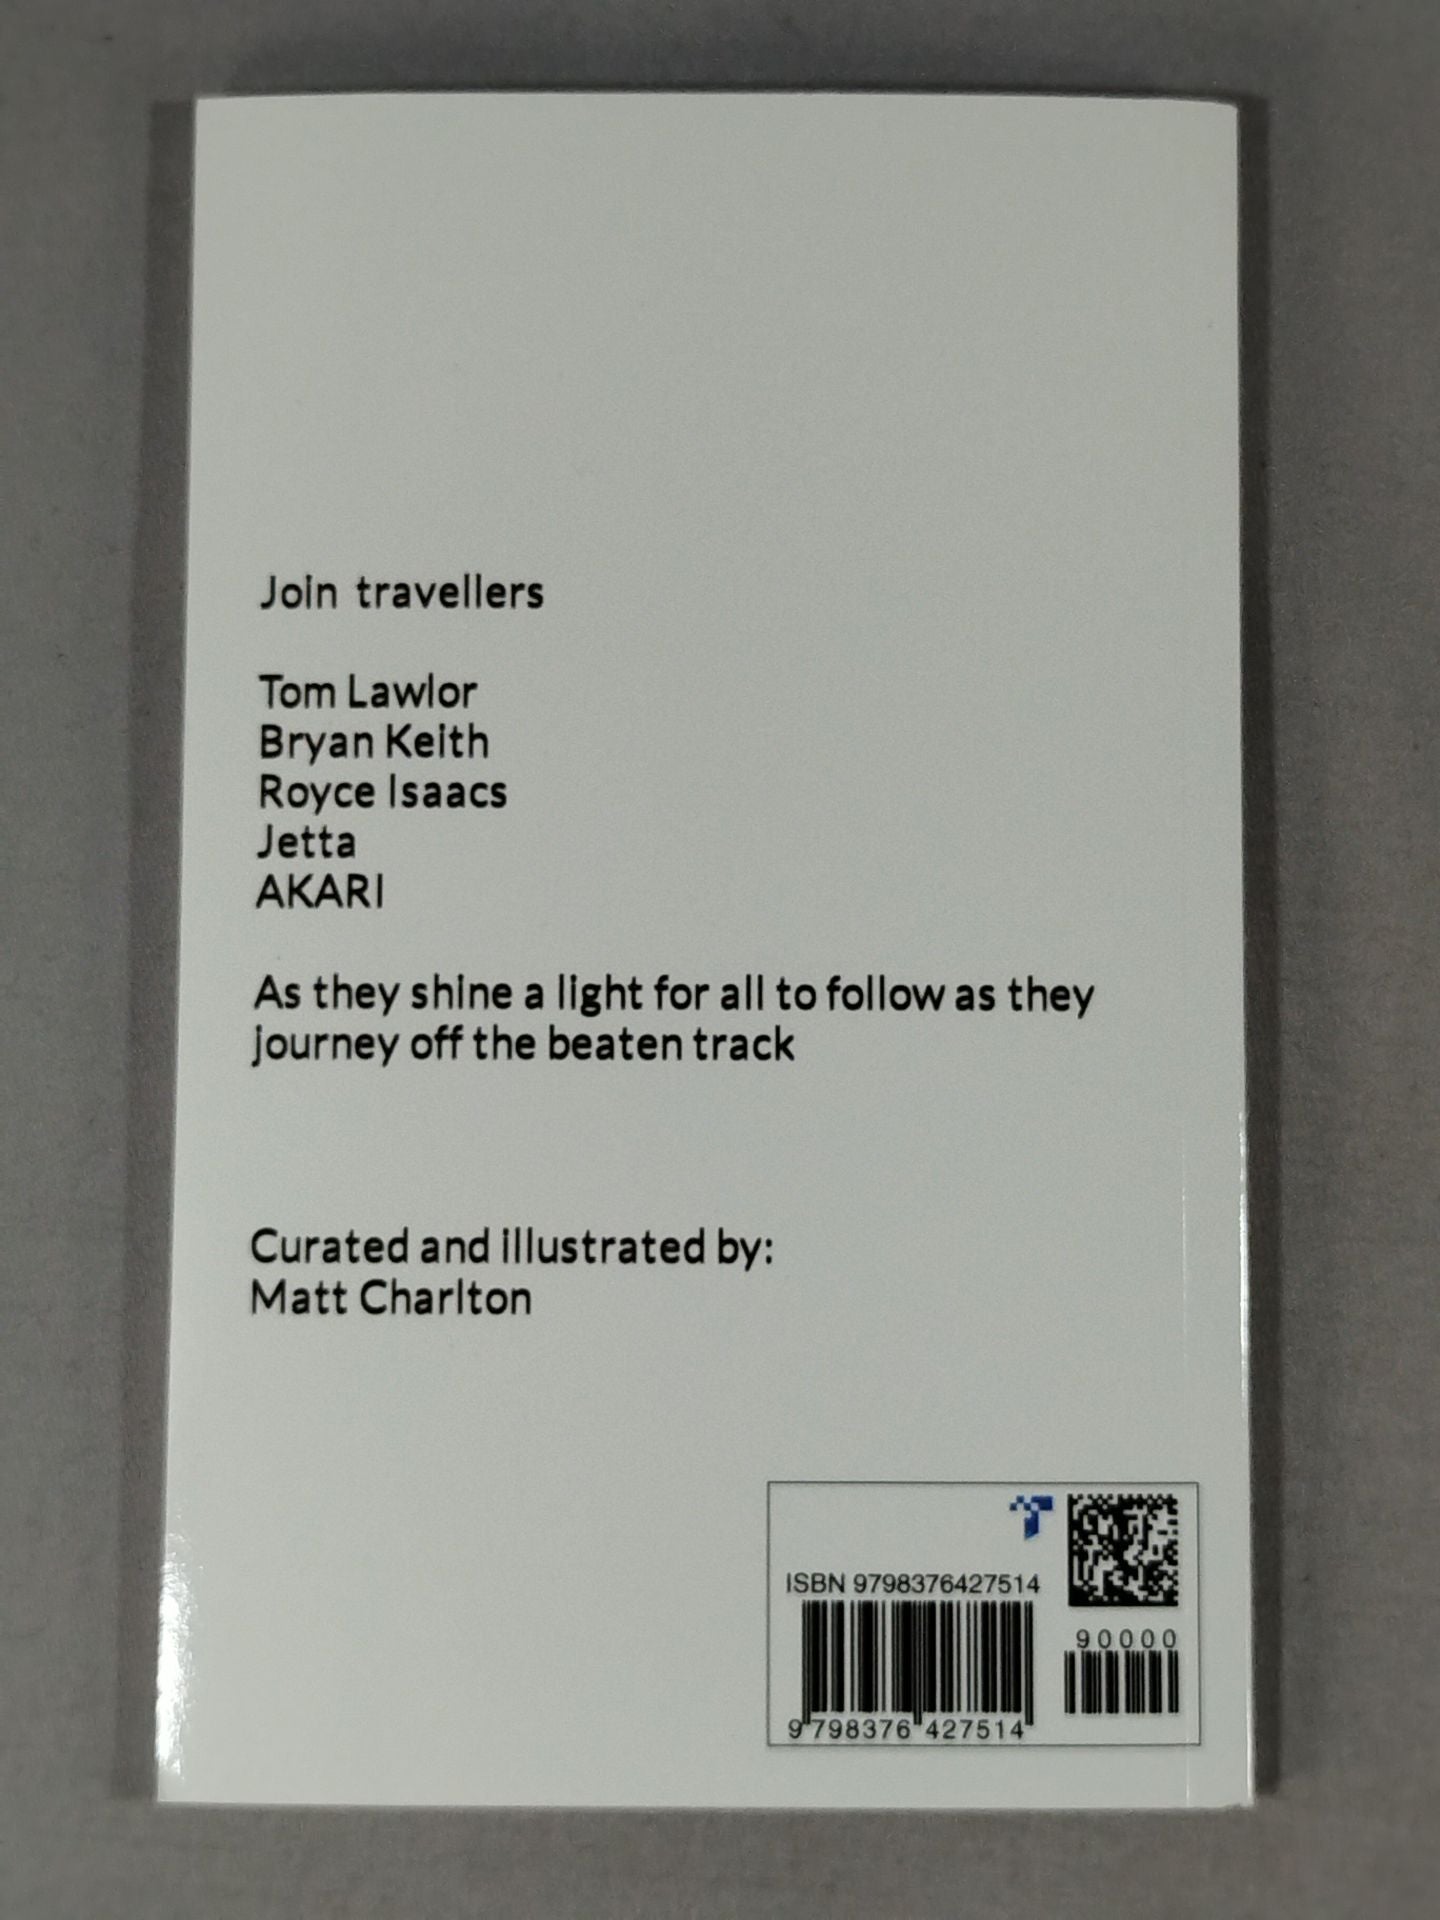 Join travellers
Tom Lawlor
Bryan Keith
Royce Isaacs
Jetta
AKARI
As they shine a light for all to follow as they
journey off the beaten track
Curated and illustrated by:
Matt Charlton
ISBN 9798376427514
90000
9 798376 427514